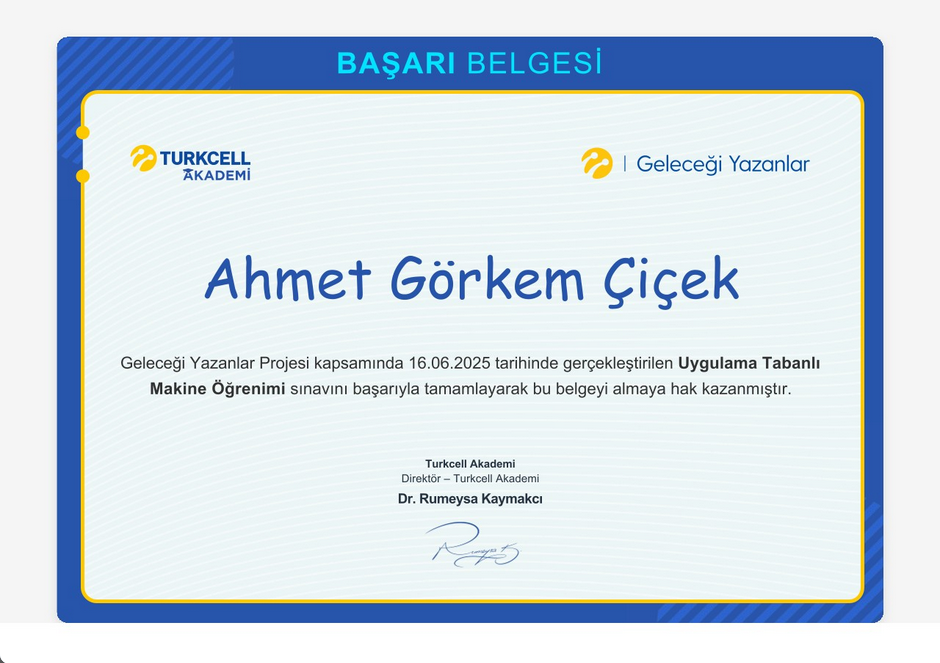 BAŞARI BELGESİ
TURKCELL
AKADEMİ
Geleceği Yazanlar
Ahmet Görkem Çiçek
Geleceği Yazanlar Projesi kapsamında 16.06.2025 tarihinde gerçekleştirilen Uygulama Tabanlı
Makine Öğrenimi sınavını başarıyla tamamlayarak bu belgeyi almaya hak kazanmıştır.
Turkcell Akademi
Direktör – Turkcell Akademi
Dr. Rumeysa Kaymakcı